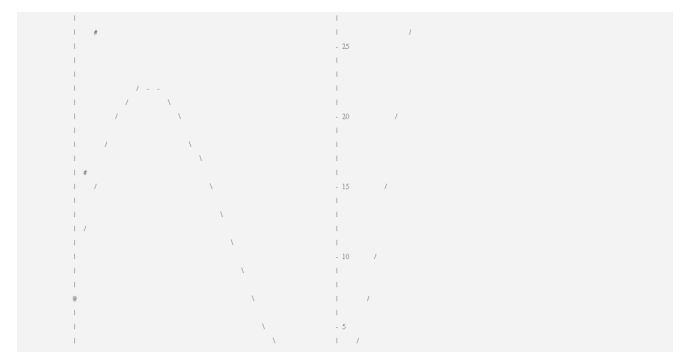 |                                                  |
|    #                                             |              /
|                                                  - 25
|                                                  |
|                                                  |
|            /  -  -                               |
|          /        \                              |
|        /            \                            - 20         /
|                                                  |
|      /                \                          |
|                         \                        |
|  #                                               |
|    /                      \                      - 15       /
|                                                  |
|                             \                    |
|  /                                               |
|                               \                  |
|                                                  - 10     /
|                                 \                |
|                                                  |
@                                   \              |      /
|                                                  |
|                                     \            - 5
|                                       \          |    /